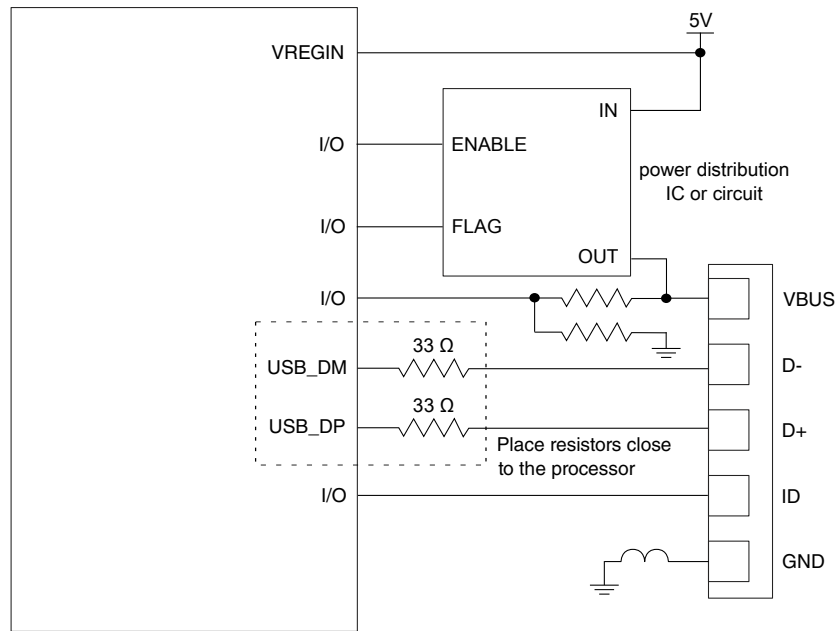 5V
VREGIN
IN
I/O
ENABLE
power distribution
IC or circuit
I/O
FLAG
OUT
I/O
VBUS
33 Ω
USB_DM
D-
33 Ω
USB_DP
D+
Place resistors close
to the processor
I/O
ID
GND